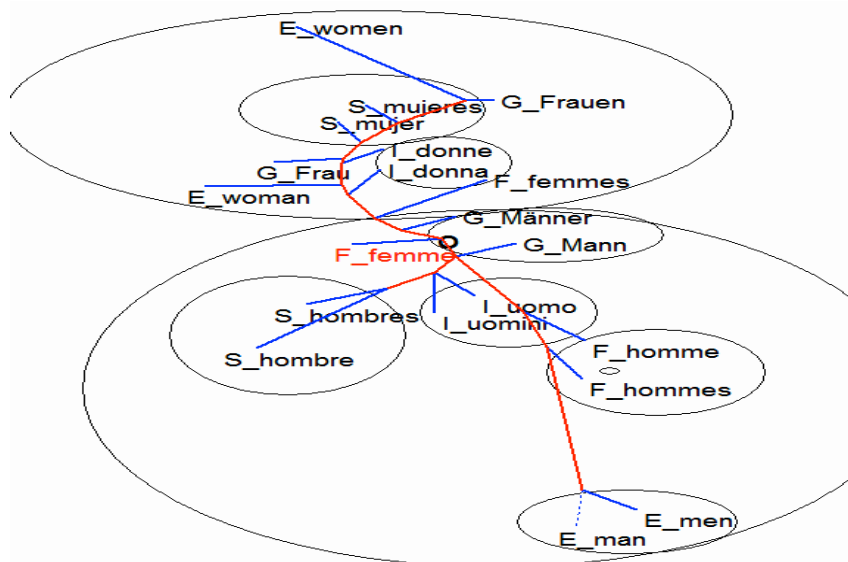 E_women
G_Frauen
S_mujeres
S_mujer
I_donne
G_Frau
I_donna
E_woman
F_femmes
G_Männer
G_Mann
F_femme
I_uomo
S_hombres
I_uomini
S_hombre
F_homme
F_hommes
E_men
E_man